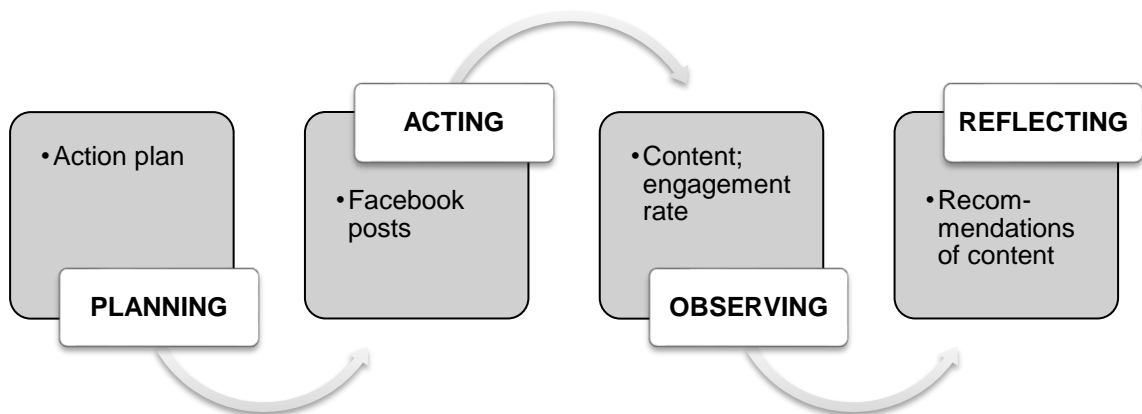 • Action plan
PLANNING
ACTING
• Facebook
posts
• Content;
engagement
rate
OBSERVING
REFLECTING
• Recom-
mendations
of content